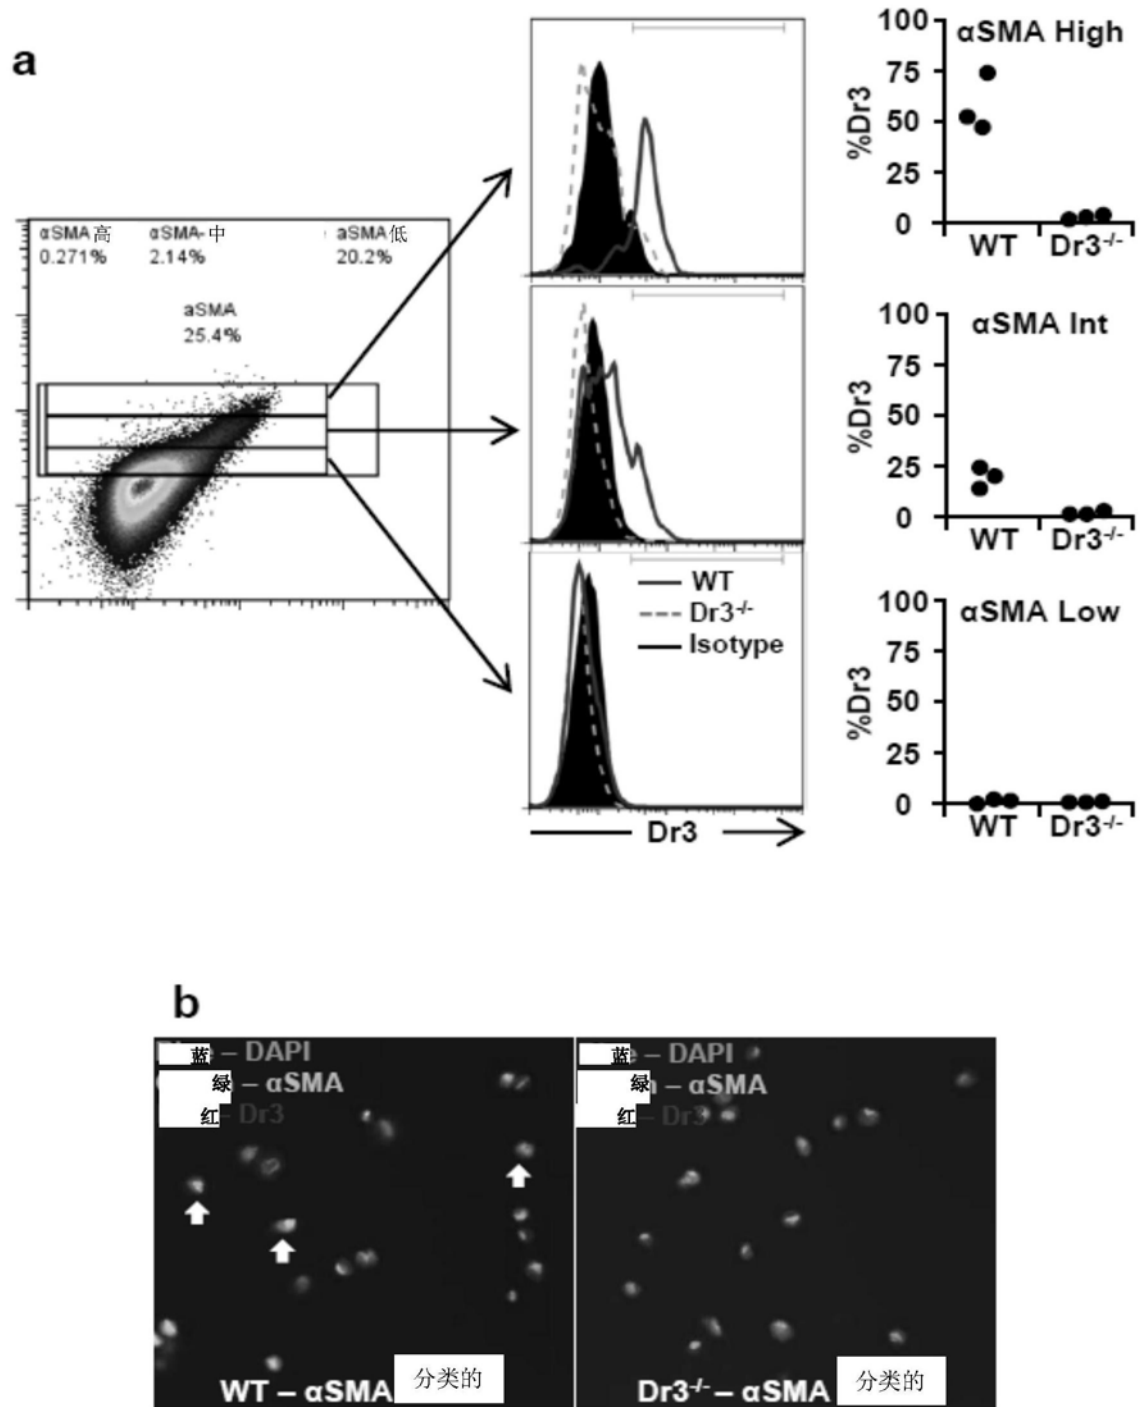 a
αSMA高 αSMA-中 aSMA低
0.271% 2.14% 20.2%
aSMA
25.4%
WT
Dr3-/-
Isotype
Dr3
100 αSMA High
75
50
25
0
%Dr3
WT Dr3-/-
100 αSMA Int
75
50
25
0
%Dr3
WT Dr3-/-
100 αSMA Low
75
50
25
0
%Dr3
WT Dr3-/-
b
蓝 – DAPI
绿 – αSMA
红 – Dr3
WT – αSMA 分类的
蓝 – DAPI
绿 – αSMA
红 – Dr3
Dr3-/- – αSMA 分类的